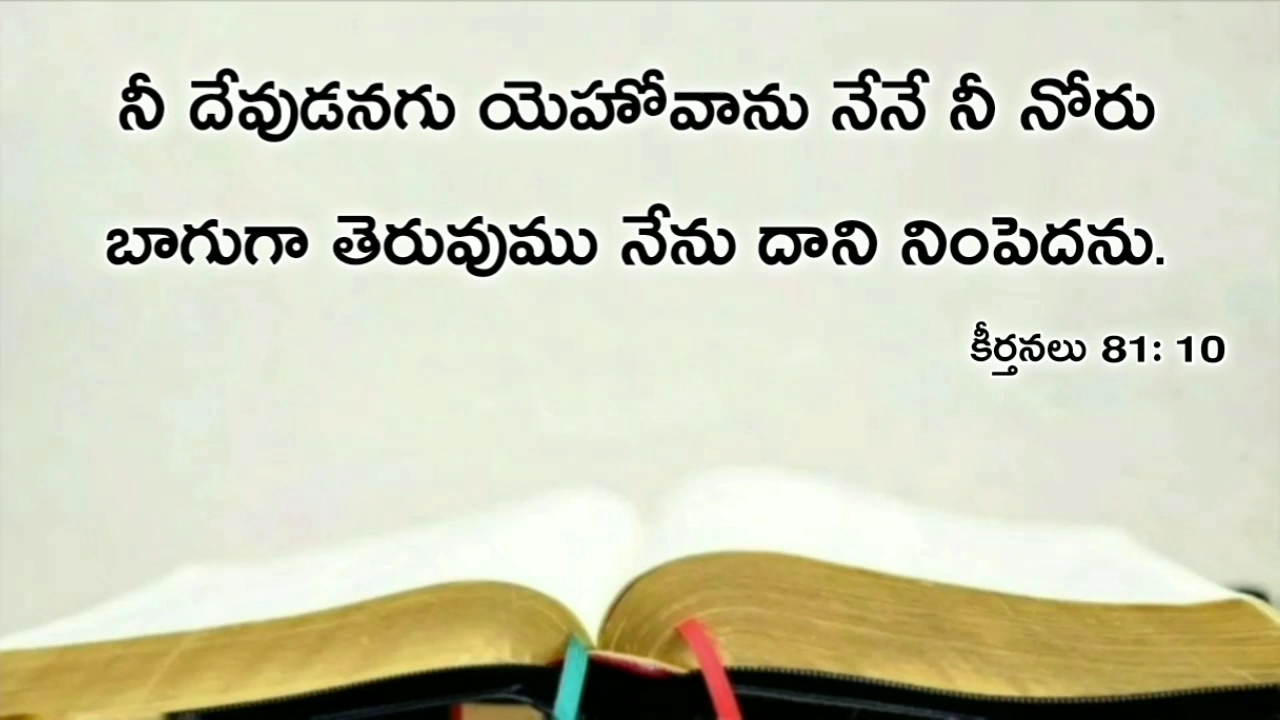 నీ దేవుడనగు యెహోవాను నేనే నీ నోరు
బాగుగా తెరువుము నేను దాని నింపెదను.
కీర్తనలు 81: 10